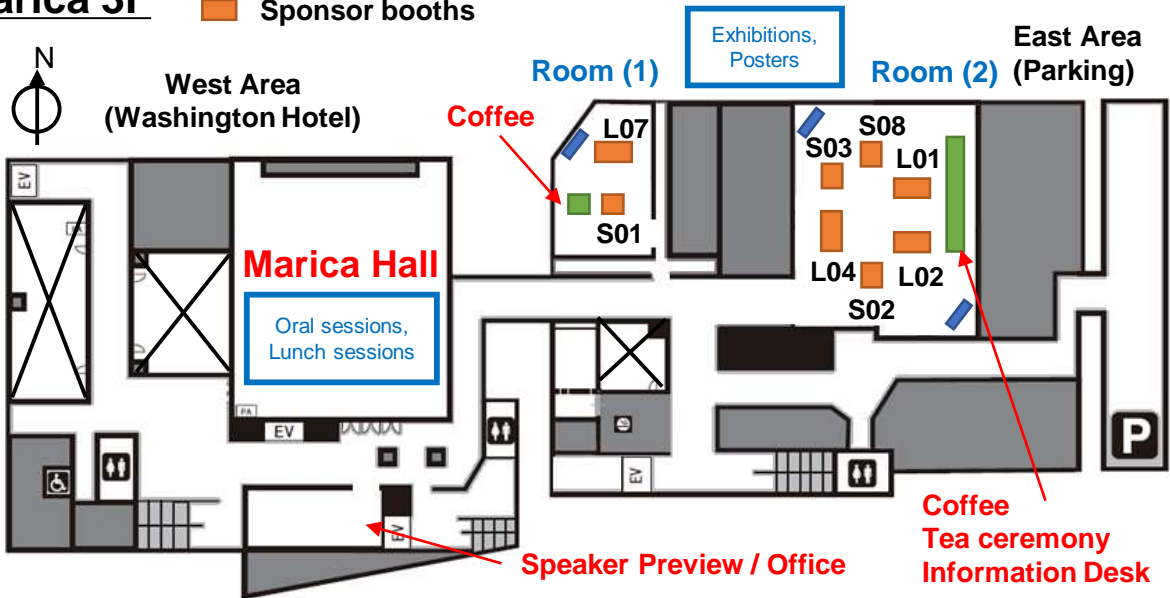 Marica 3F
Sponsor booths
N
West Area
(Washington Hotel)
Exhibitions,
Posters
East Area
(Parking)
Room (1)
Room (2)
Coffee
L07
S01
S08
S03
L01
L04
L02
S02
EV
Marica Hall
Oral sessions,
Lunch sessions
PA
EV
EV
EV
P
Speaker Preview / Office
Coffee
Tea ceremony
Information Desk